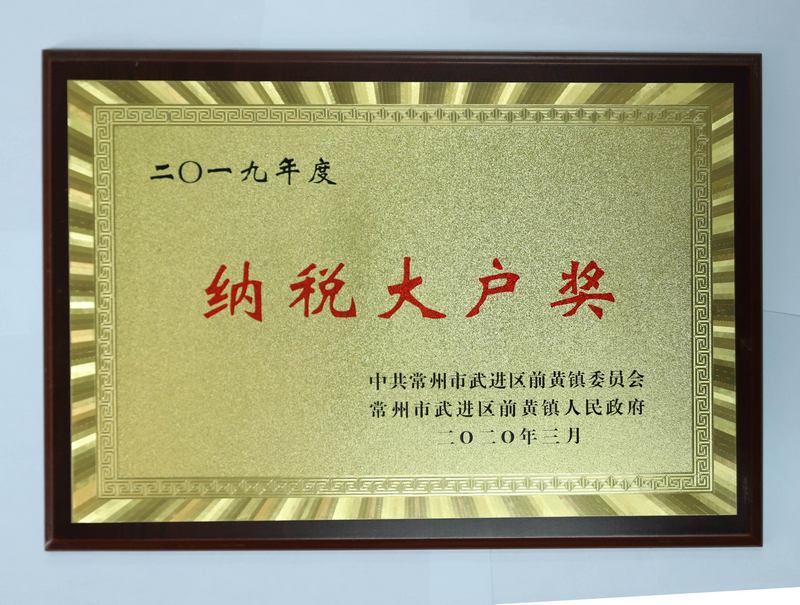 二〇一九年度
纳税大户奖
中共常州市武进区前黄镇委员会
常州市武进区前黄镇人民政府
二〇二〇年三月